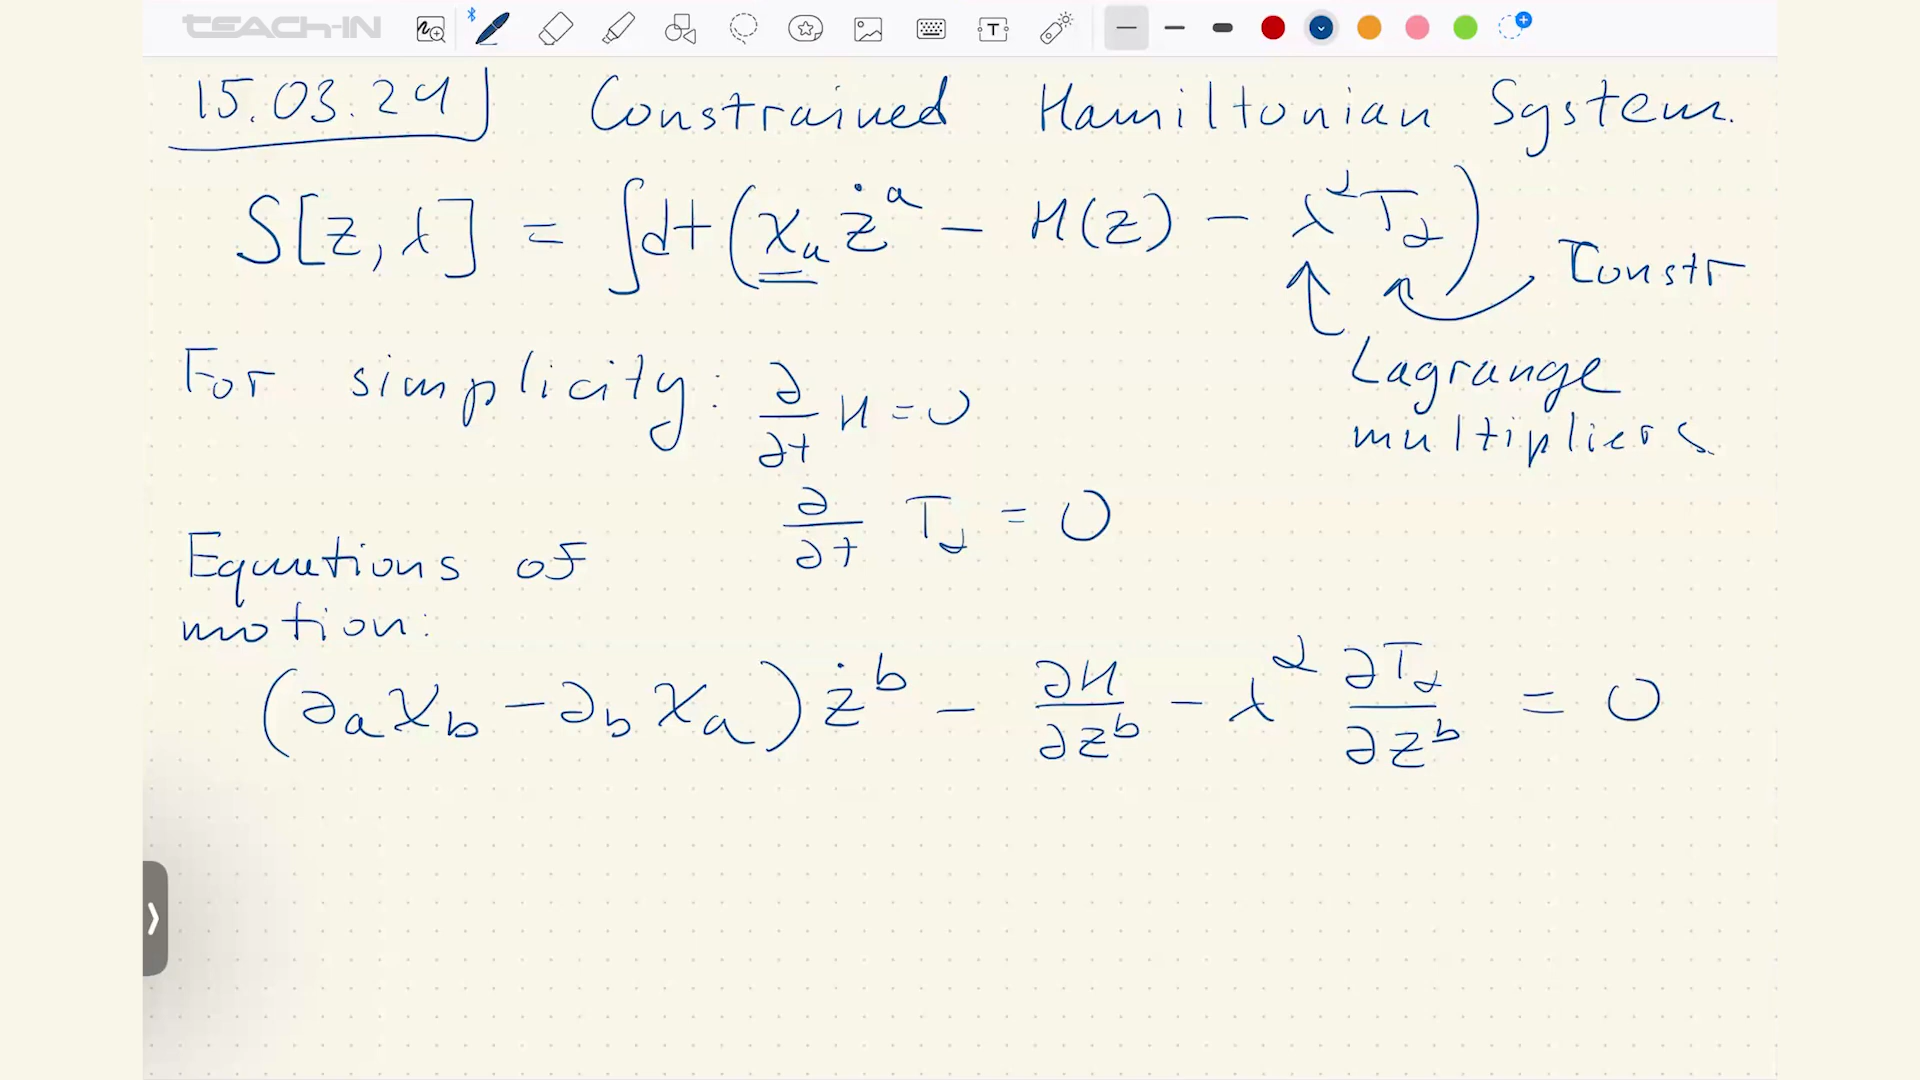 TEACH-IN
15.03.24 Constrained Hamiltonian System.
S[z, λ] = ∫dt (χ_a ż^a − H(z) − λ^α T_α)
Constr
Lagrange
multipliers
For simplicity: ∂/∂t H = 0
∂/∂t T_α = 0
Equations of
motion:
(∂_a χ_b − ∂_b χ_a) ż^b − ∂H/∂z^b − λ^α ∂T_α/∂z^b = 0